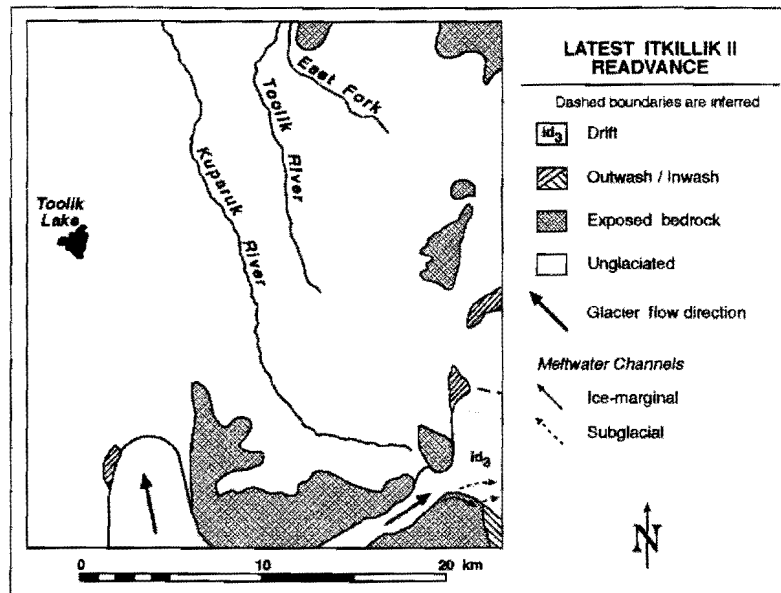 LATEST ITKILLIK II
READVANCE
Dashed boundaries are inferred
id3 Drift
Outwash / Inwash
Exposed bedrock
Unglaciated
Glacier flow direction
Meltwater Channels
Ice-marginal
Subglacial
N
East Fork
Toolik River
Kuparuk River
Toolik
Lake
id3
0 10 20 km